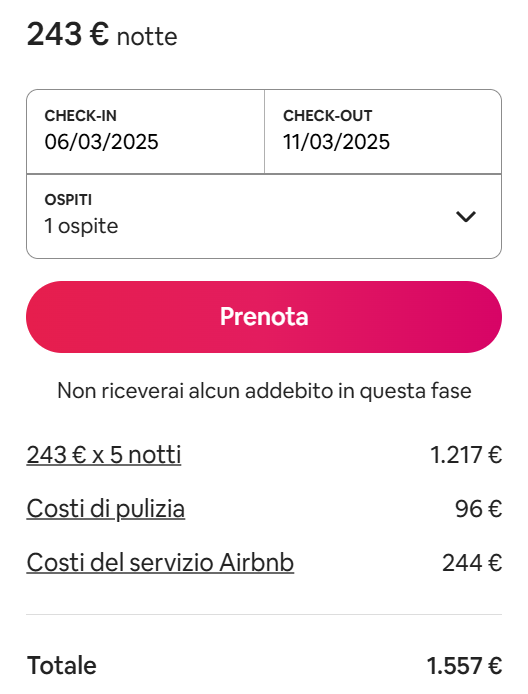 243 € notte
CHECK-IN
06/03/2025
CHECK-OUT
11/03/2025
OSPITI
1 ospite
Prenota
Non riceverai alcun addebito in questa fase
243 € x 5 notti 1.217 €
Costi di pulizia 96 €
Costi del servizio Airbnb 244 €
Totale 1.557 €